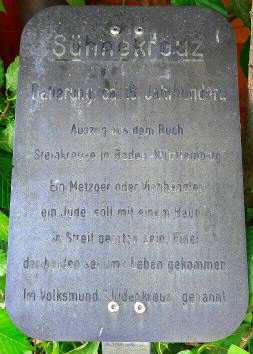 Sühnekreuz
Datierung ca. 16. Jahrhundert
Auszug aus dem Buch
"Steinkreuze in Baden-Württemberg"
Ein Metzger oder Viehhändler
ein Jude soll mit einem Bauern
in Streit geraten sein. Einer
der beiden sei ums Leben gekommen.
Im Volksmund "Judenkreuz" genannt